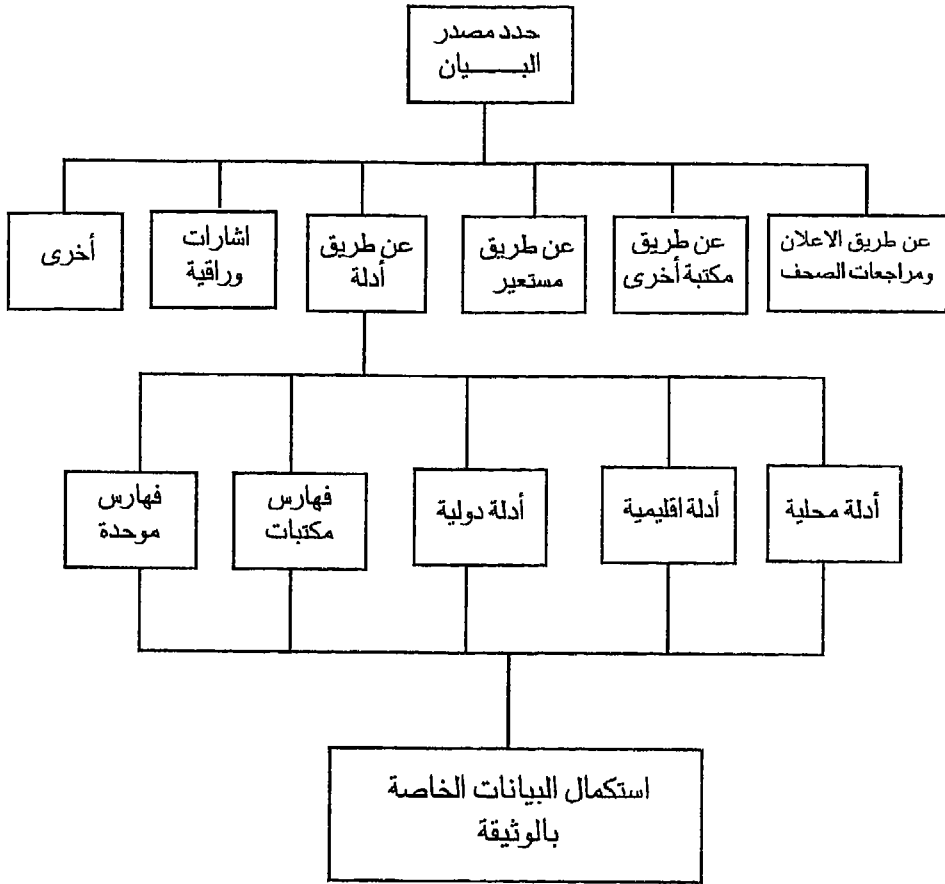 حدد مصدر
البـــــيان
عن طريق الاعلان
ومراجعات الصحف
عن طريق
مكتبة أخرى
عن طريق
مستعير
عن طريق
أدلة
اشارات
وراقية
أخرى
أدلة محلية
أدلة اقليمية
أدلة دولية
فهارس
مكتبات
فهارس
موحدة
استكمال البيانات الخاصة
بالوثيقة